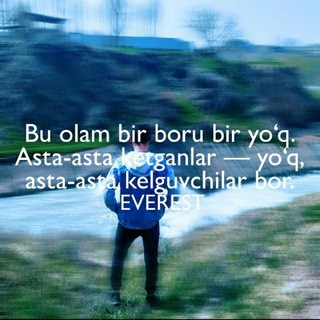 Bu olam bir boru bir yo‘q.
Asta-asta ketganlar — yo‘q,
asta-asta kelguvchilar bor.
EVEREST